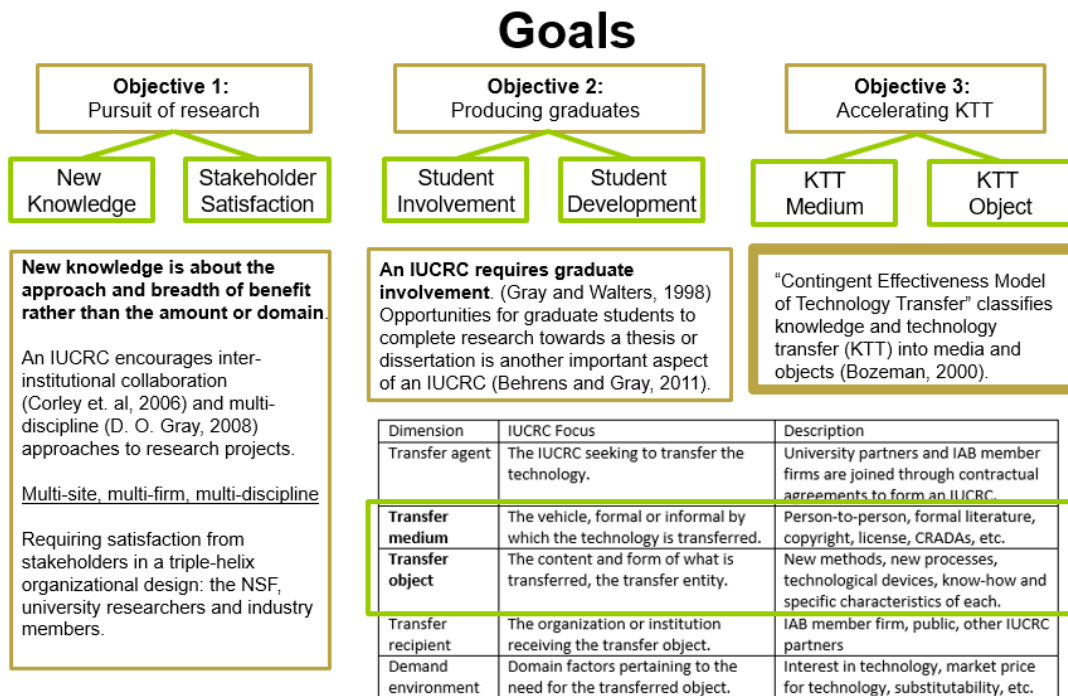 Goals
Objective 1:
Pursuit of research
New
Knowledge
Stakeholder
Satisfaction
Objective 2:
Producing graduates
Student
Involvement
Student
Development
Objective 3:
Accelerating KTT
KTT
Medium
KTT
Object
New knowledge is about the
approach and breadth of benefit
rather than the amount or domain.
An IUCRC encourages inter-
institutional collaboration
(Corley et. al, 2006) and multi-
discipline (D. O. Gray, 2008)
approaches to research projects.
Multi-site, multi-firm, multi-discipline
Requiring satisfaction from
stakeholders in a triple-helix
organizational design: the NSF,
university researchers and industry
members.
An IUCRC requires graduate
involvement. (Gray and Walters, 1998)
Opportunities for graduate students to
complete research towards a thesis or
dissertation is another important aspect
of an IUCRC (Behrens and Gray, 2011).
“Contingent Effectiveness Model
of Technology Transfer” classifies
knowledge and technology
transfer (KTT) into media and
objects (Bozeman, 2000).
Dimension
IUCRC Focus
Description
Transfer agent
The IUCRC seeking to transfer the
technology.
University partners and IAB member
firms are joined through contractual
agreements to form an IUCRC.
Transfer
medium
The vehicle, formal or informal by
which the technology is transferred.
Person-to-person, formal literature,
copyright, license, CRADAs, etc.
Transfer
object
The content and form of what is
transferred, the transfer entity.
New methods, new processes,
technological devices, know-how and
specific characteristics of each.
Transfer
recipient
The organization or institution
receiving the transfer object.
IAB member firm, public, other IUCRC
partners
Demand
environment
Domain factors pertaining to the
need for the transferred object.
Interest in technology, market price
for technology, substitutability, etc.